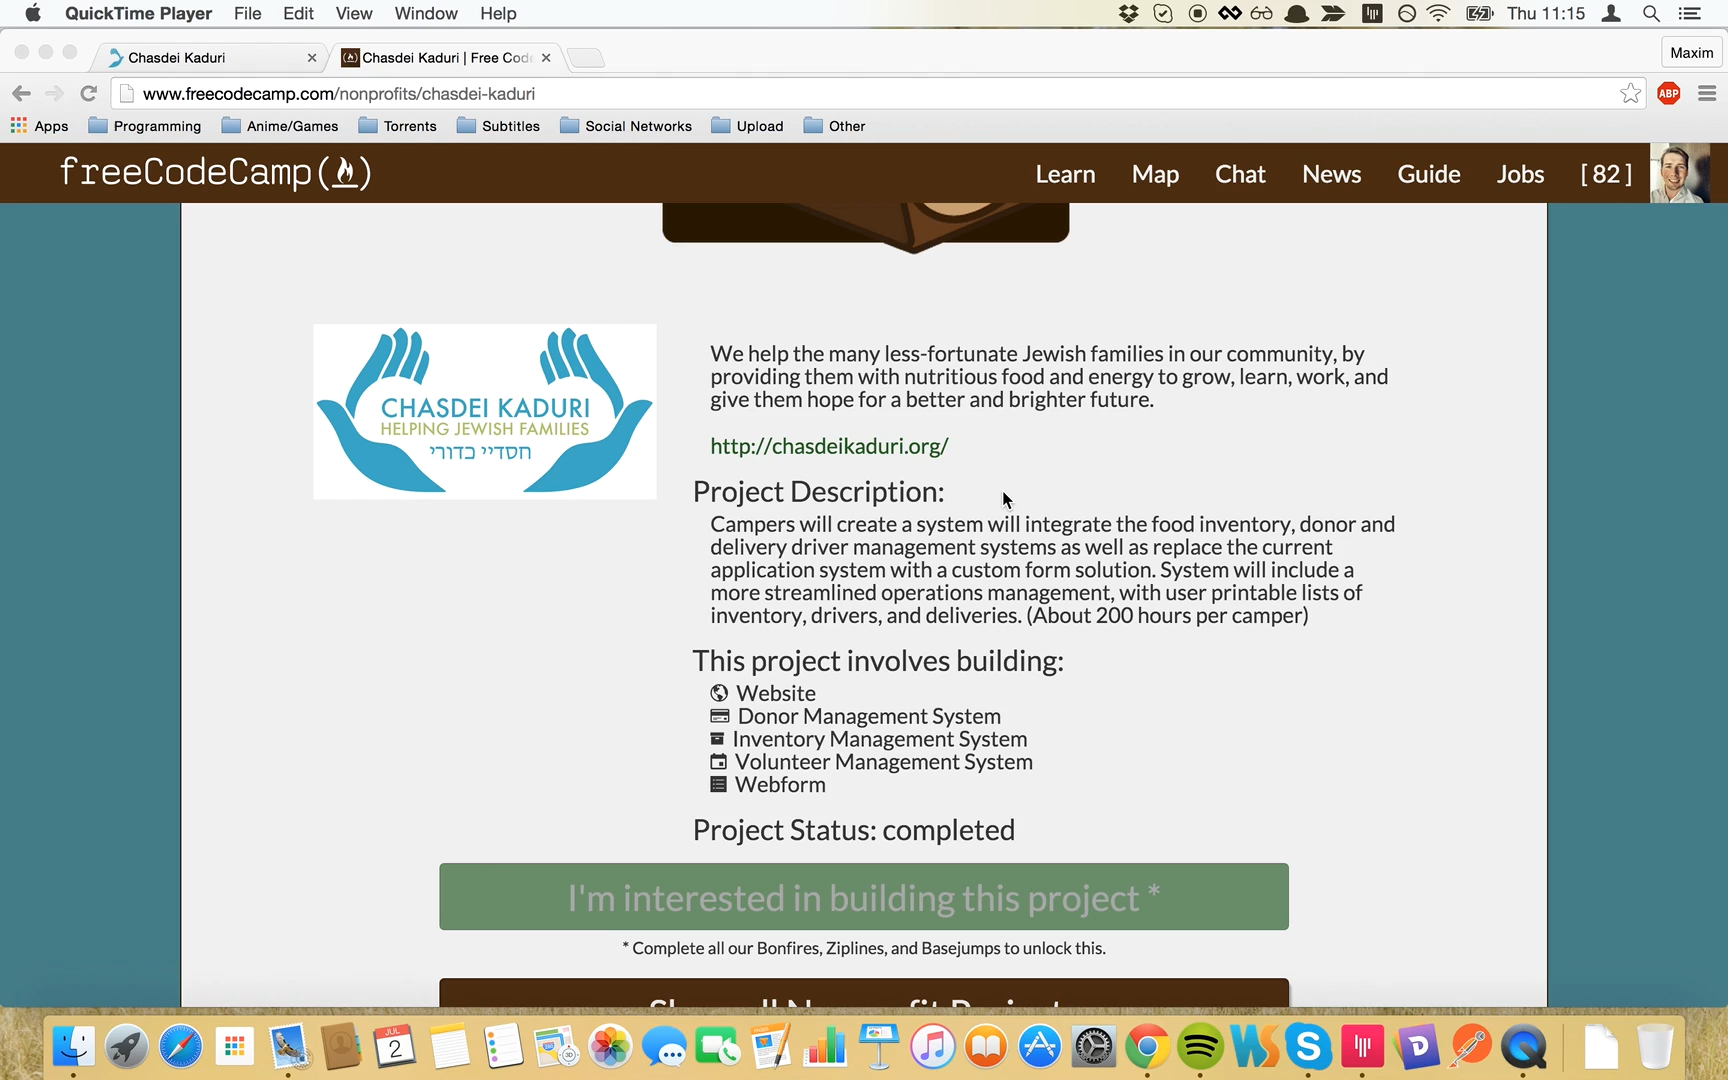 QuickTime Player File Edit View Window Help Thu 11:15
Chasdei Kaduri
Chasdei Kaduri | Free Cod
Maxim
www.freecodecamp.com/nonprofits/chasdei-kaduri
ABP
Apps Programming Anime/Games Torrents Subtitles Social Networks Upload Other
freeCodeCamp
Learn Map Chat News Guide Jobs [ 82 ]
CHASDEI KADURI
HELPING JEWISH FAMILIES
חסדיי כדורי
We help the many less-fortunate Jewish families in our community, by
providing them with nutritious food and energy to grow, learn, work, and
give them hope for a better and brighter future.
http://chasdeikaduri.org/
Project Description:
Campers will create a system will integrate the food inventory, donor and
delivery driver management systems as well as replace the current
application system with a custom form solution. System will include a
more streamlined operations management, with user printable lists of
inventory, drivers, and deliveries. (About 200 hours per camper)
This project involves building:
Website
Donor Management System
Inventory Management System
Volunteer Management System
Webform
Project Status: completed
I'm interested in building this project *
* Complete all our Bonfires, Ziplines, and Basejumps to unlock this.
JUL
2